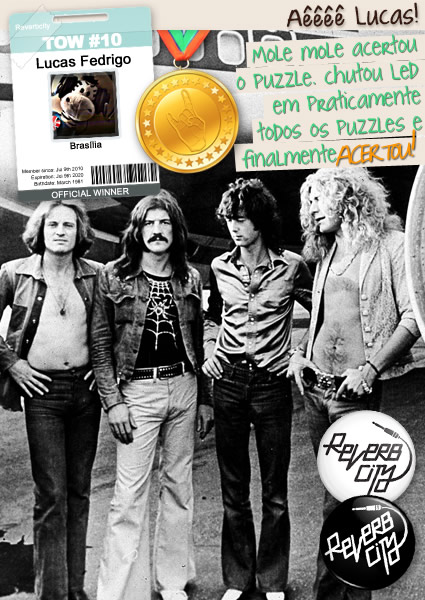 Aêêêê Lucas!
Mole mole acertou
o puzzle. chutou Led
em praticamente
todos os puzzles e
finalmente ACERTOU!
Reverbcity
TOW #10
Lucas Fedrigo
Brasília
Member since: Jul 9th 2010
Expiration: Jul 9th 2020
Birthdate: March 1981
OFFICIAL WINNER
Reverb
City
Reverb
City